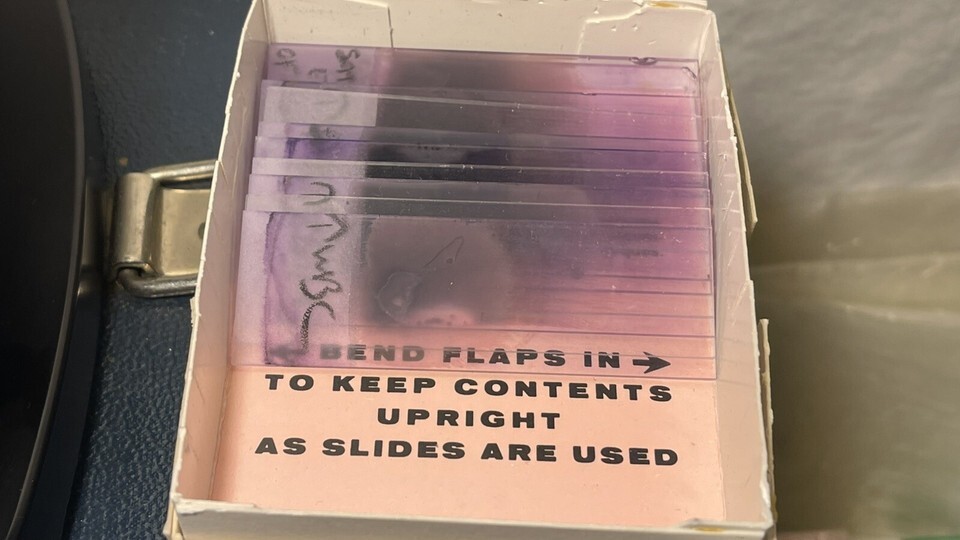 ← BEND FLAPS IN →
TO KEEP CONTENTS
UPRIGHT
AS SLIDES ARE USED